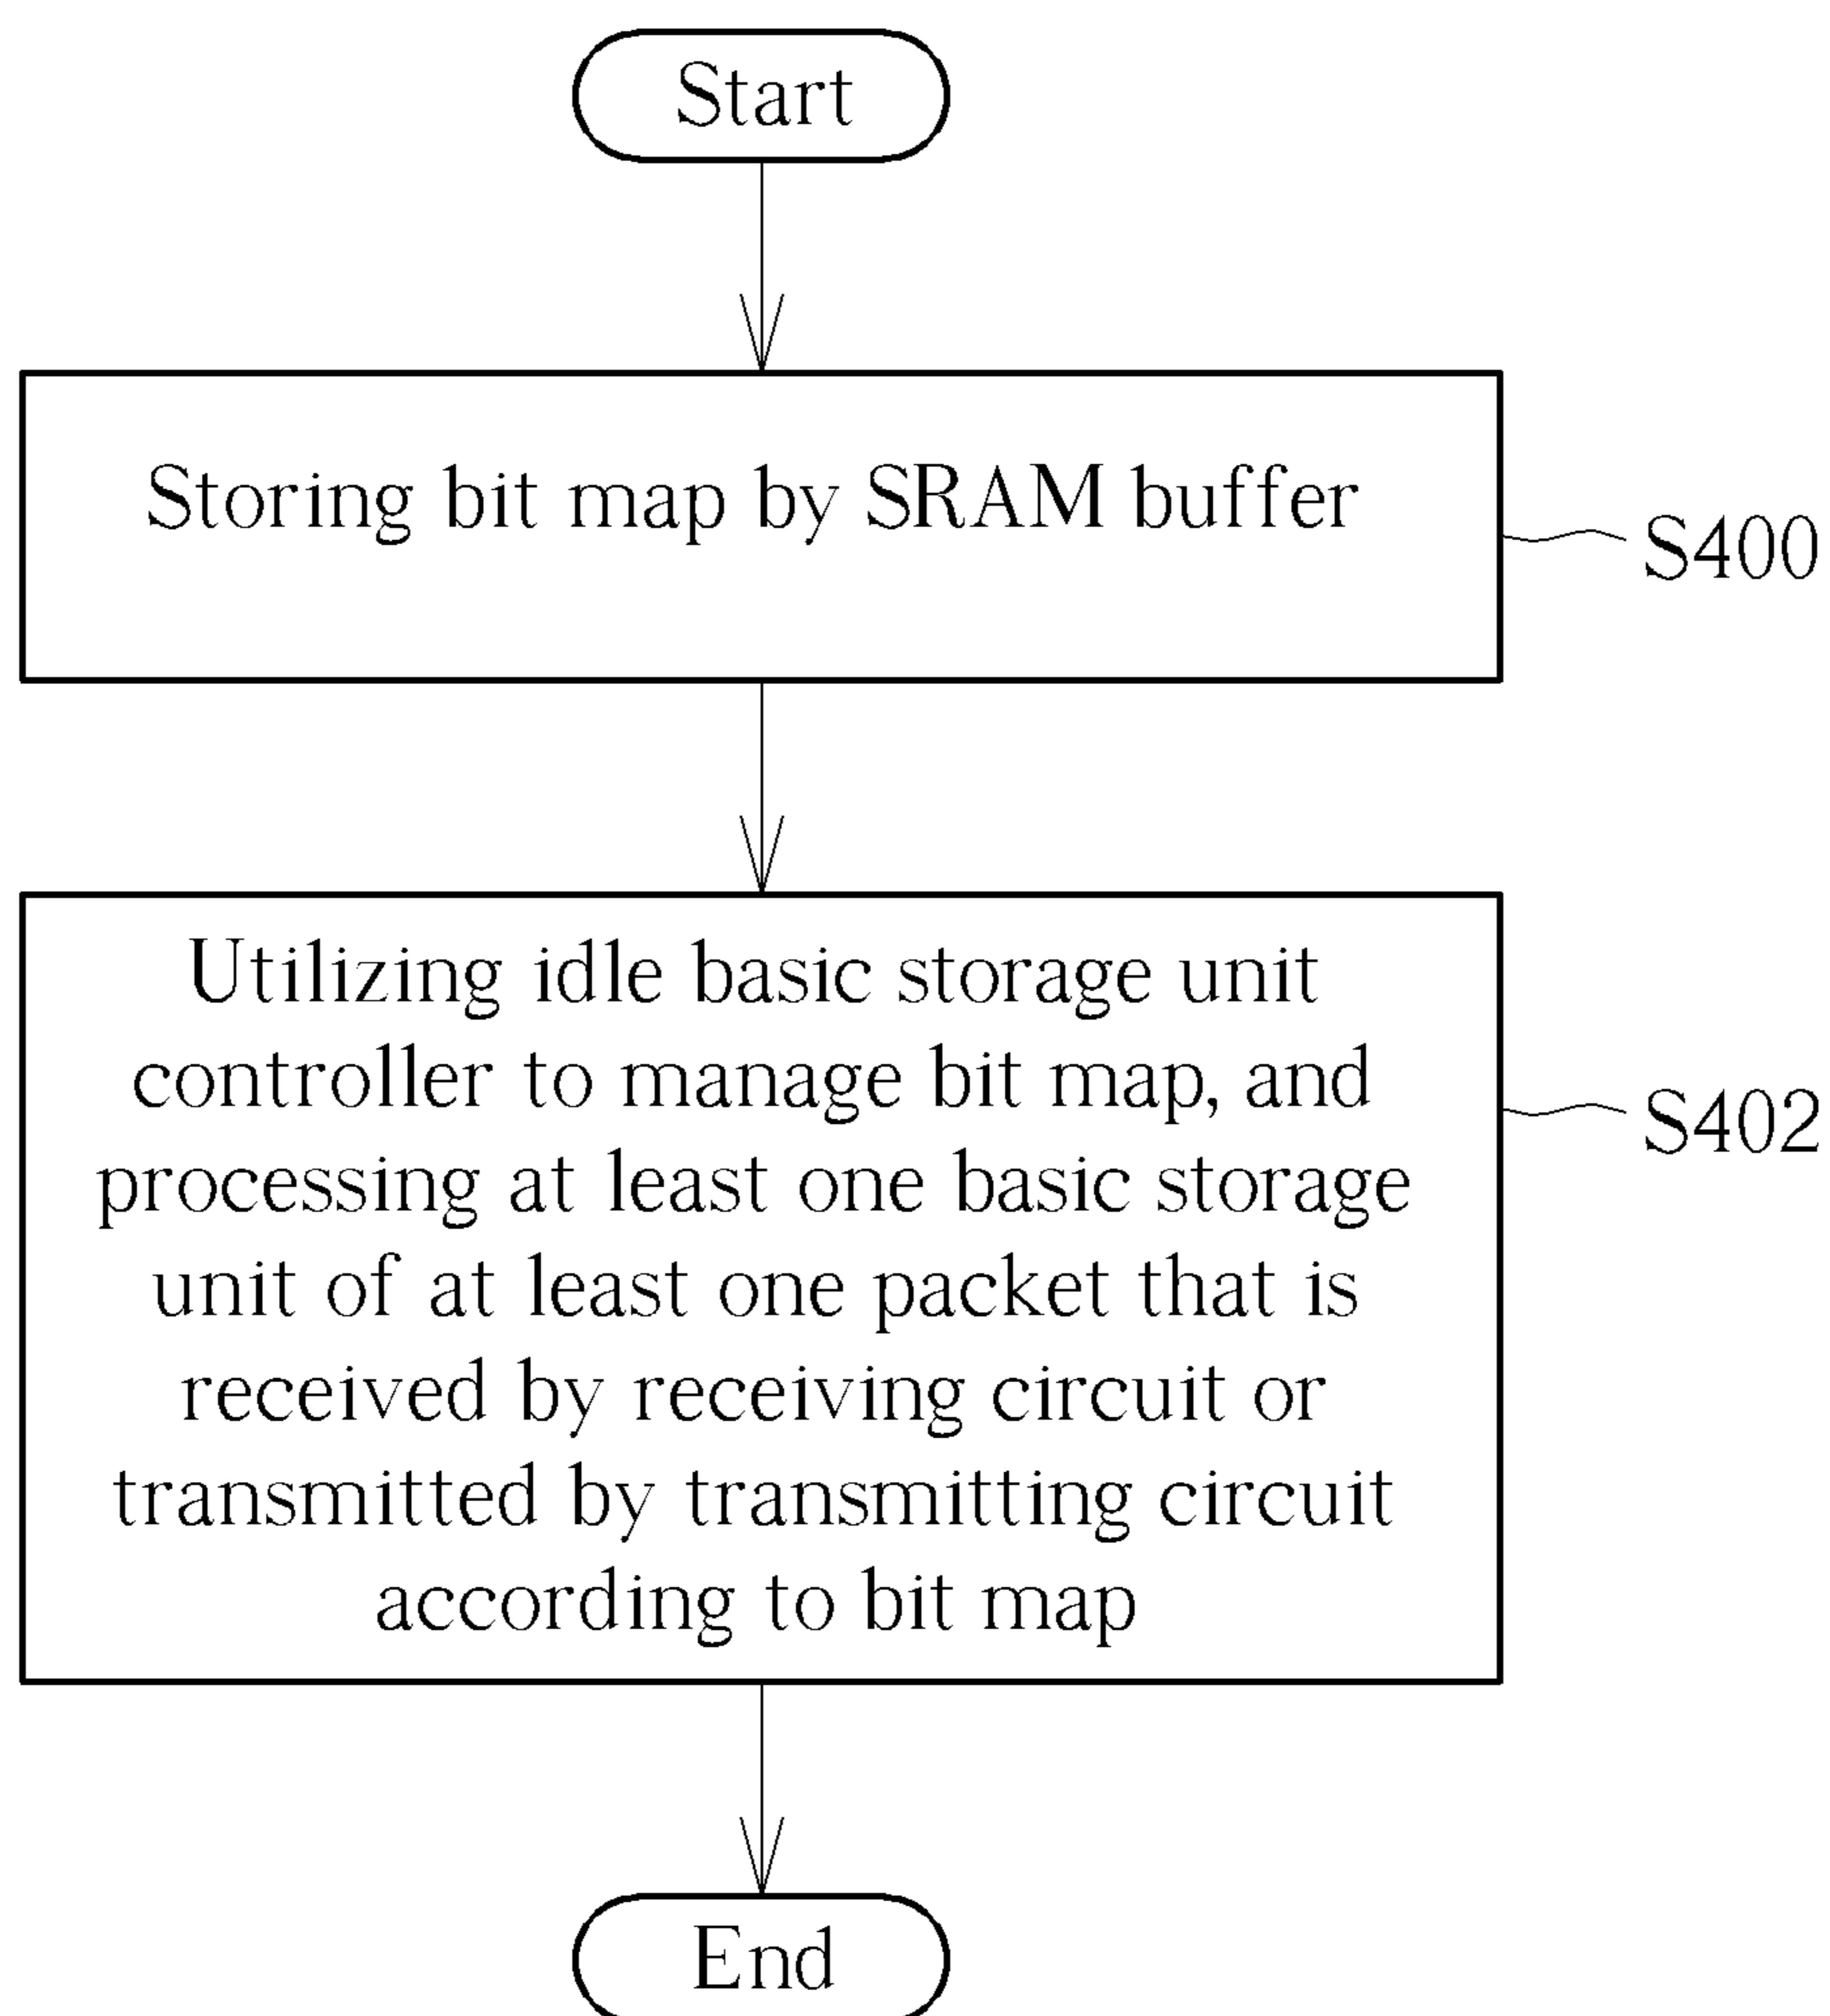 Start
Storing bit map by SRAM buffer
S400
Utilizing idle basic storage unit
controller to manage bit map, and
processing at least one basic storage
unit of at least one packet that is
received by receiving circuit or
transmitted by transmitting circuit
according to bit map
S402
End